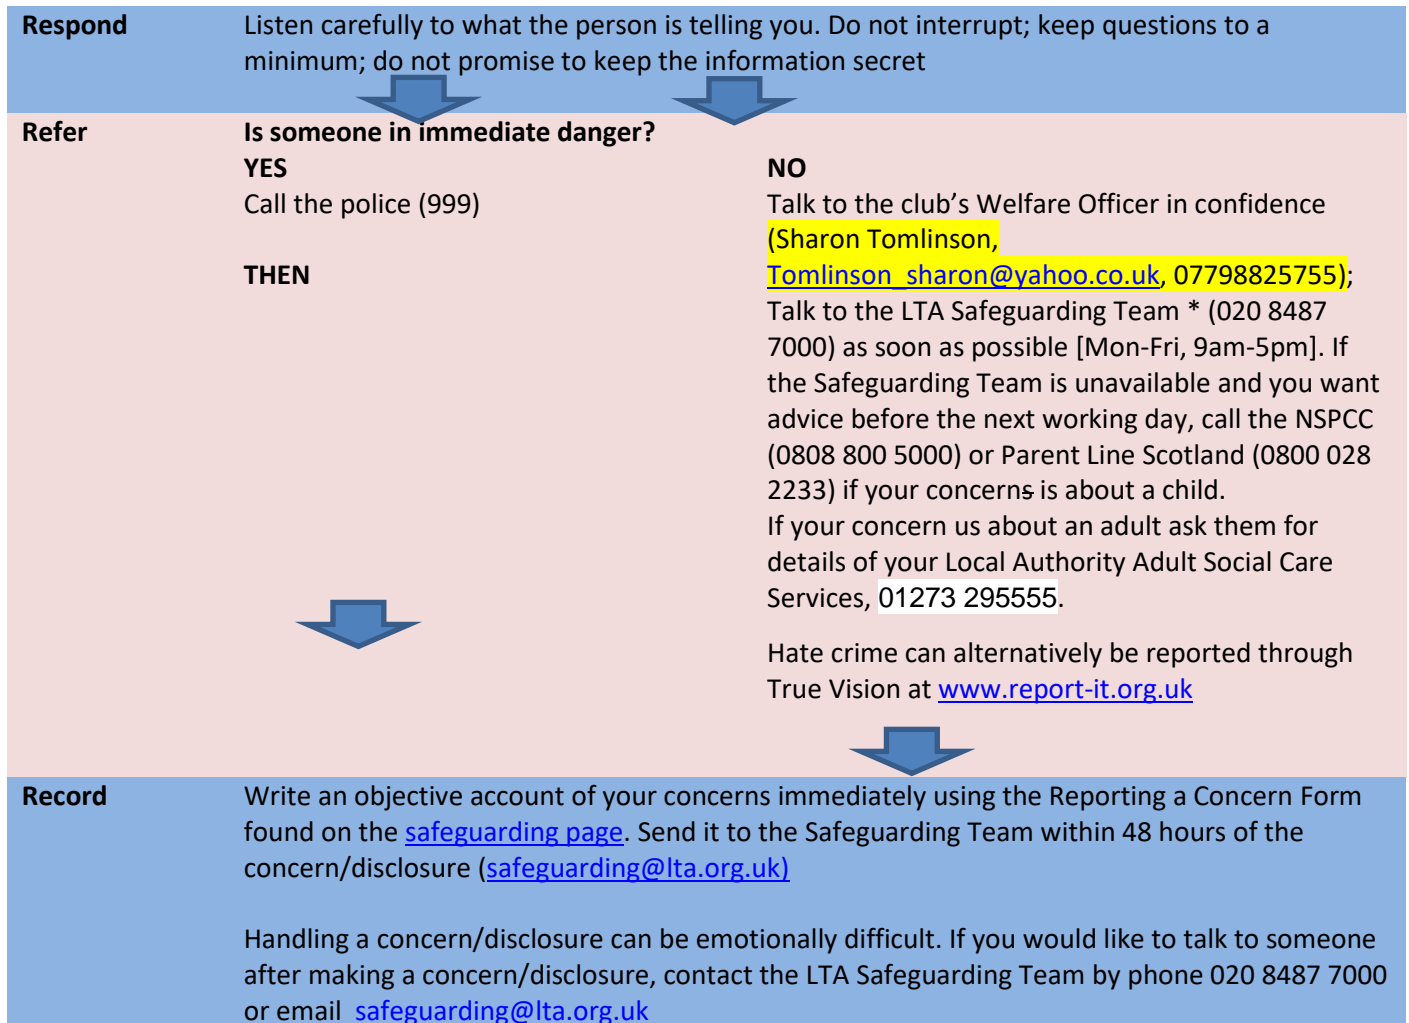 Respond
Listen carefully to what the person is telling you. Do not interrupt; keep questions to a
minimum; do not promise to keep the information secret
Refer
Is someone in immediate danger?
YES
Call the police (999)
THEN
NO
Talk to the club’s Welfare Officer in confidence
(Sharon Tomlinson,
Tomlinson_sharon@yahoo.co.uk, 07798825755);
Talk to the LTA Safeguarding Team * (020 8487
7000) as soon as possible [Mon-Fri, 9am-5pm]. If
the Safeguarding Team is unavailable and you want
advice before the next working day, call the NSPCC
(0808 800 5000) or Parent Line Scotland (0800 028
2233) if your concerns is about a child.
If your concern us about an adult ask them for
details of your Local Authority Adult Social Care
Services, 01273 295555.
Hate crime can alternatively be reported through
True Vision at www.report-it.org.uk
Record
Write an objective account of your concerns immediately using the Reporting a Concern Form
found on the safeguarding page. Send it to the Safeguarding Team within 48 hours of the
concern/disclosure (safeguarding@lta.org.uk)
Handling a concern/disclosure can be emotionally difficult. If you would like to talk to someone
after making a concern/disclosure, contact the LTA Safeguarding Team by phone 020 8487 7000
or email safeguarding@lta.org.uk